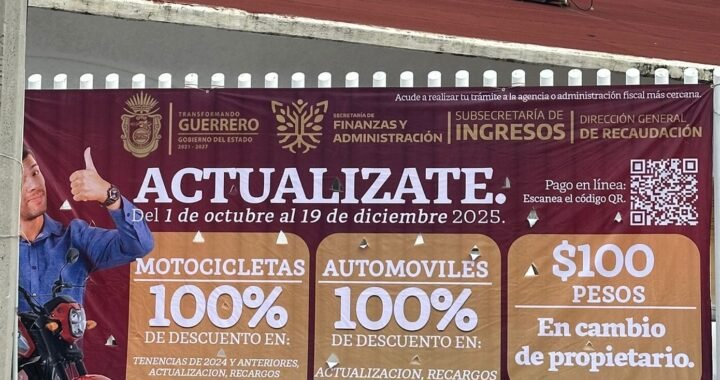 Acude a realizar tu trámite a la agencia o administración fiscal más cercana.
TRANSFORMANDO
GUERRERO
GOBIERNO DEL ESTADO
2021 - 2027
SECRETARÍA DE
FINANZAS Y
ADMINISTRACIÓN
SUBSECRETARÍA DE
INGRESOS
DIRECCIÓN GENERAL
DE RECAUDACIÓN
ACTUALIZATE.
Del 1 de octubre al 19 de diciembre 2025.
Pago en línea:
Escanea el código QR.
MOTOCICLETAS
100%
DE DESCUENTO EN:
TENENCIAS DE 2024 Y ANTERIORES,
ACTUALIZACION, RECARGOS
AUTOMOVILES
100%
DE DESCUENTO EN:
ACTUALIZACION, RECARGOS
$100
PESOS
En cambio
de propietario.